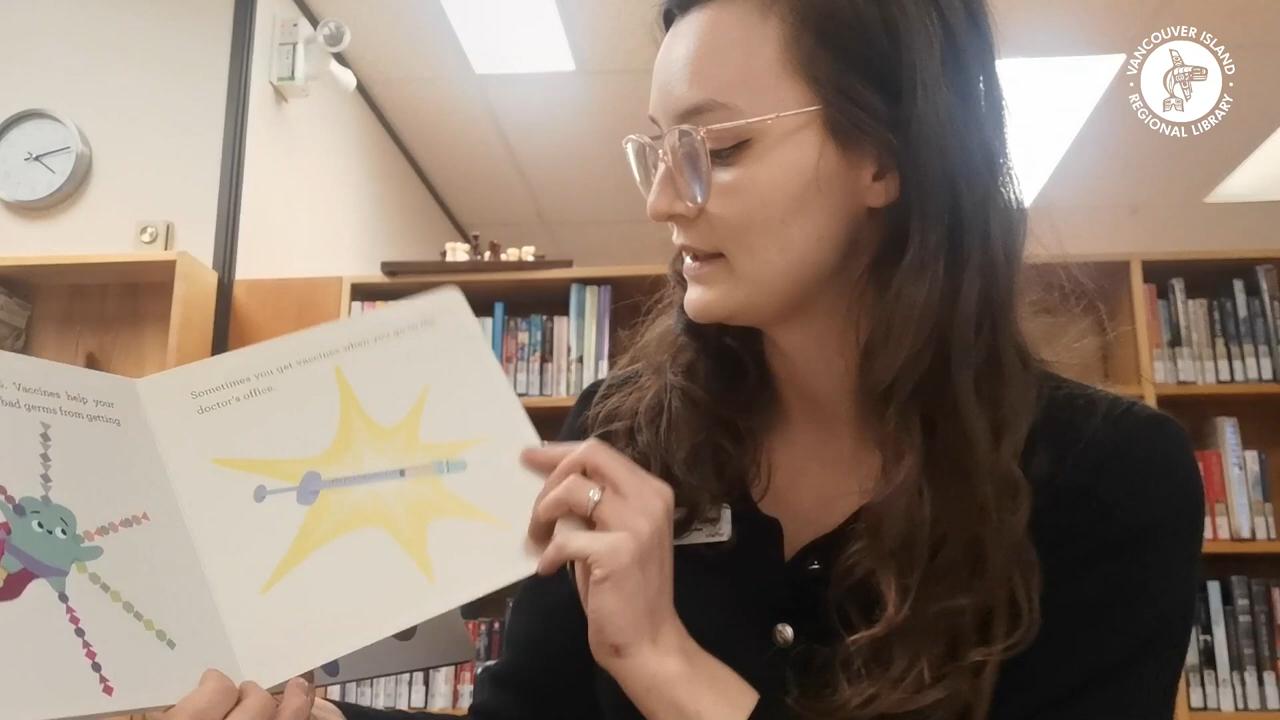 s. Vaccines help your
bad germs from getting
Sometimes you get vaccines when you go to the
doctor's office.
VANCOUVER ISLAND
REGIONAL LIBRARY